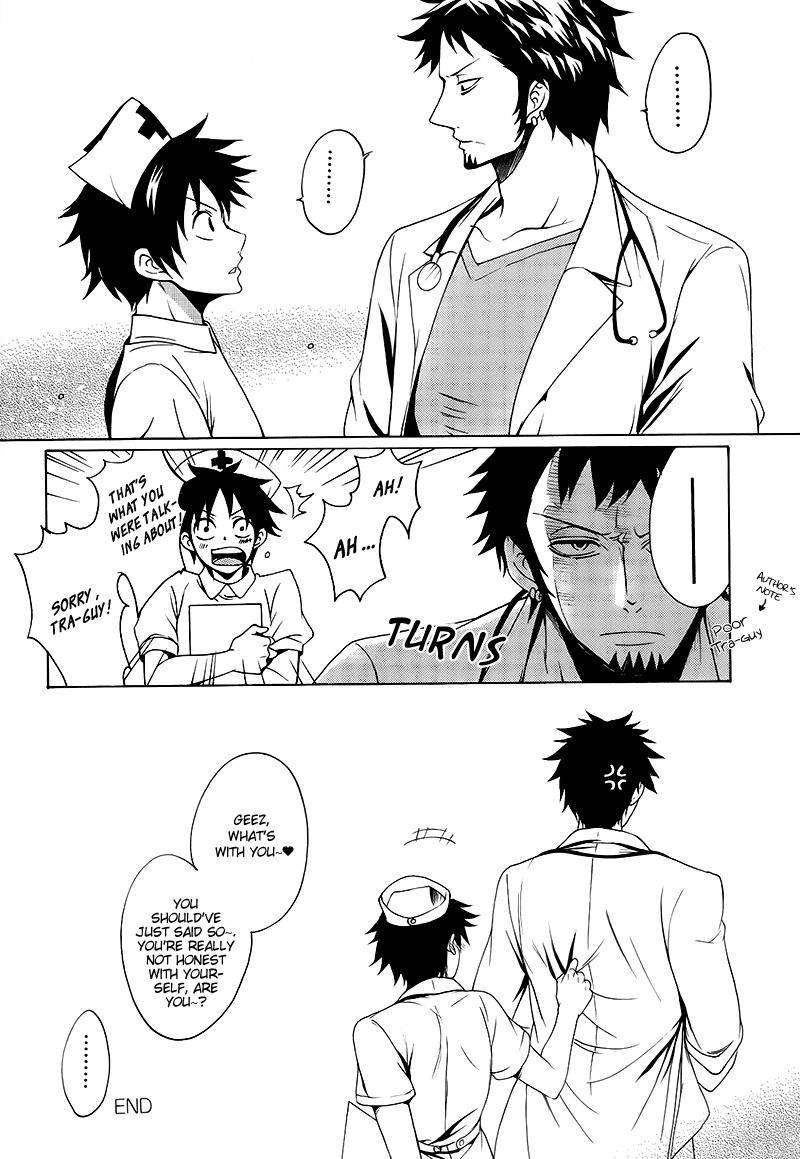 ………
………
AH!
AH ...
THAT'S
WHAT YOU
WERE TALK-
ING ABOUT!
SORRY,
TRA-GUY!
TURNS
AUTHOR'S
NOTE
Poor
Tra-Guy
GEEZ,
WHAT'S
WITH YOU~♥
YOU
SHOULD'VE
JUST SAID SO~.
YOU'RE REALLY
NOT HONEST
WITH YOUR-
SELF, ARE
YOU~?
………
END